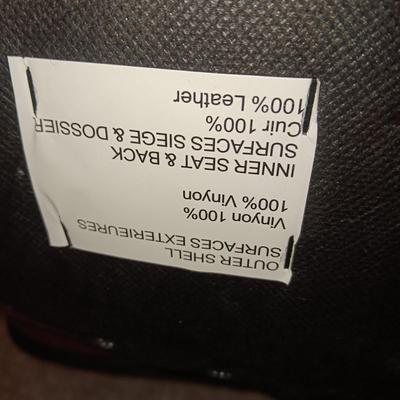 OUTER SHELL
SURFACES EXTERIEURES
Vinyon 100%
100% Vinyon
INNER SEAT & BACK
SURFACES SIEGE & DOSSIER
Cuir 100%
100% Leather